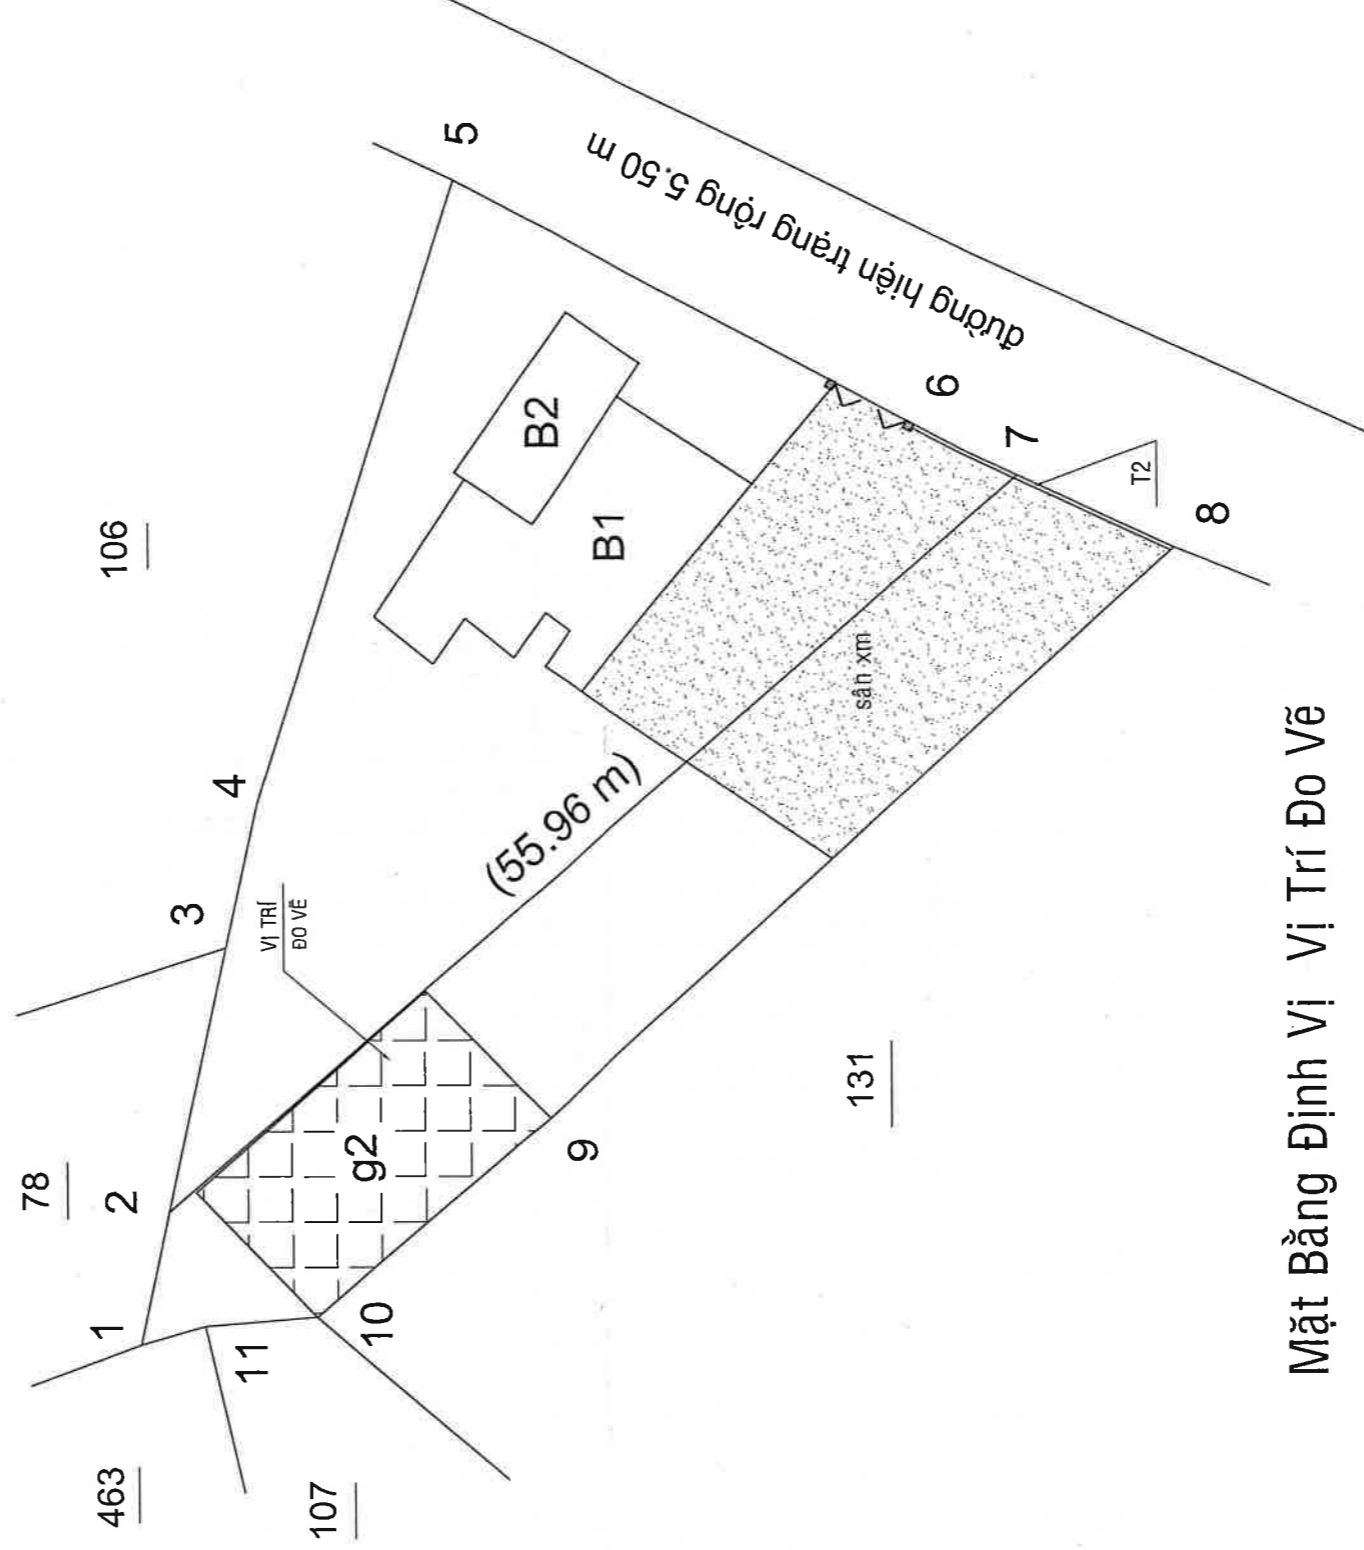 463
107
1
11
10
78
2
3
4
VỊ TRÍ
ĐO VẼ
g2
9
(55.96 m)
106
B1
B2
sân xm
131
5
6
7
8
T2
đường hiện trạng rộng 5.50 m
Mặt Bằng Định Vị Vị Trí Đo Vẽ